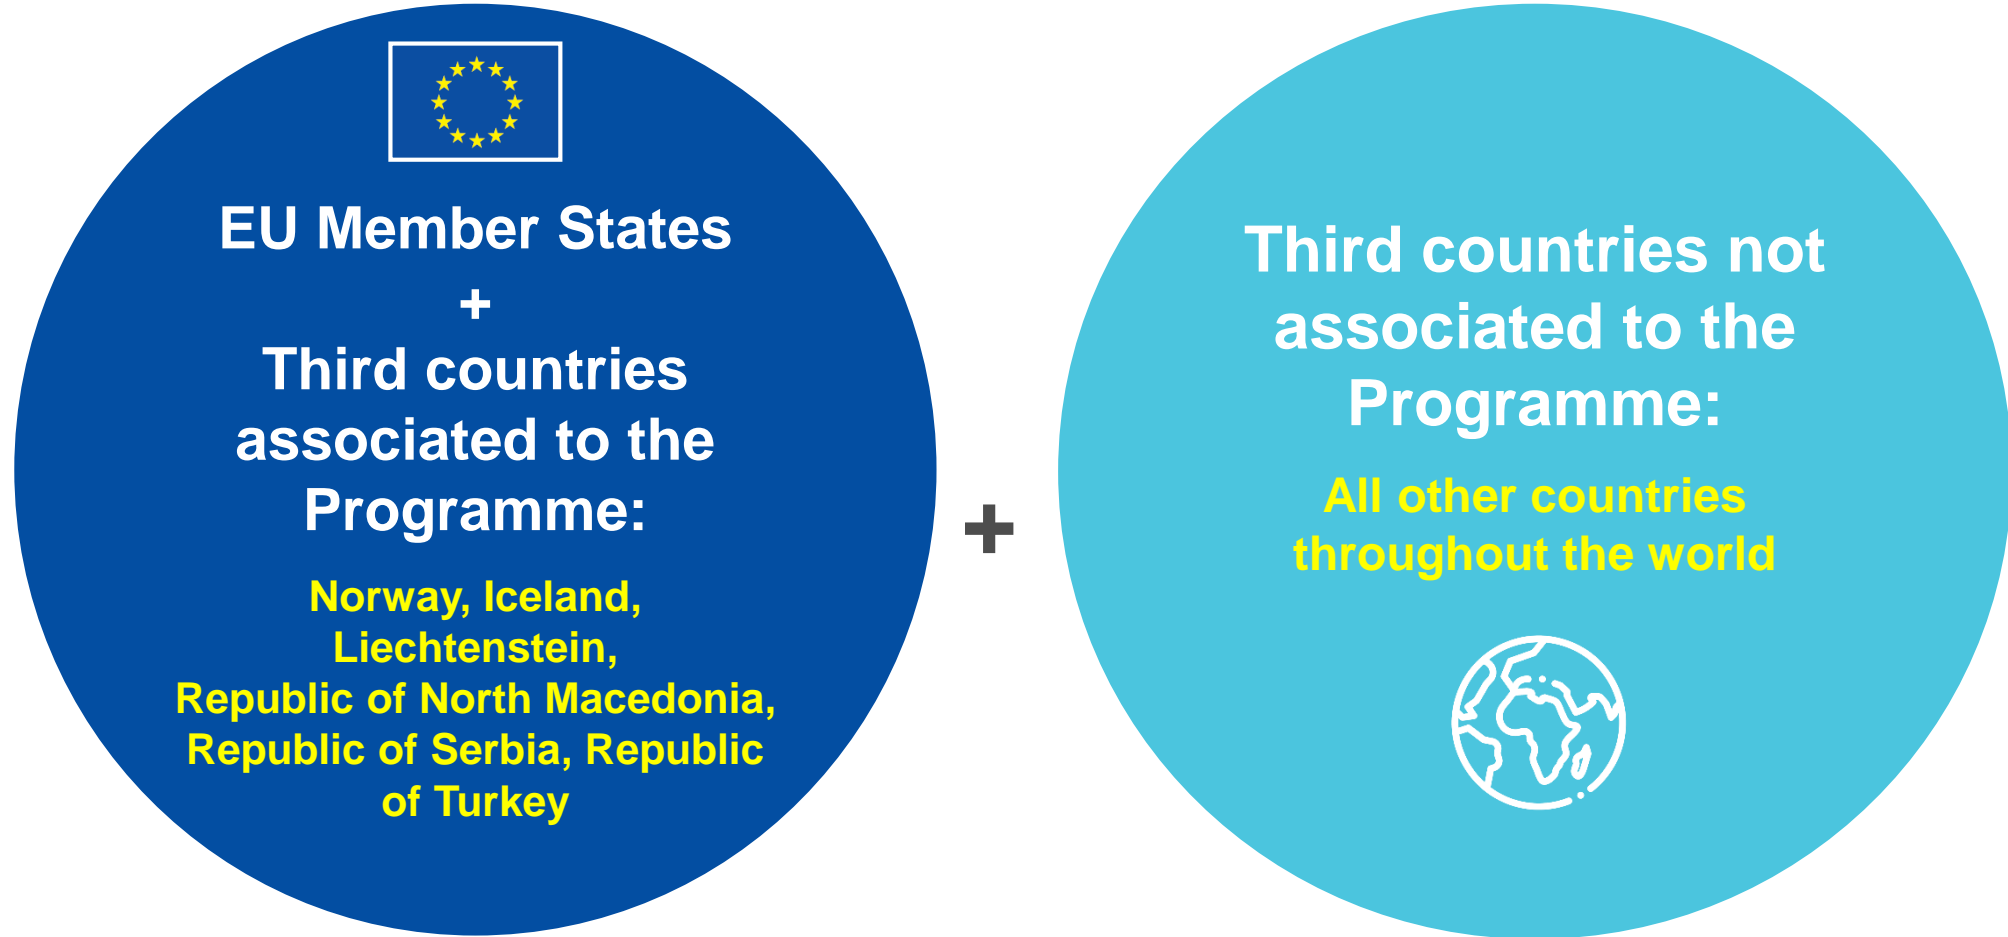 EU Member States
+
Third countries
associated to the
Programme:
Norway, Iceland,
Liechtenstein,
Republic of North Macedonia,
Republic of Serbia, Republic
of Turkey
+
Third countries not
associated to the
Programme:
All other countries
throughout the world